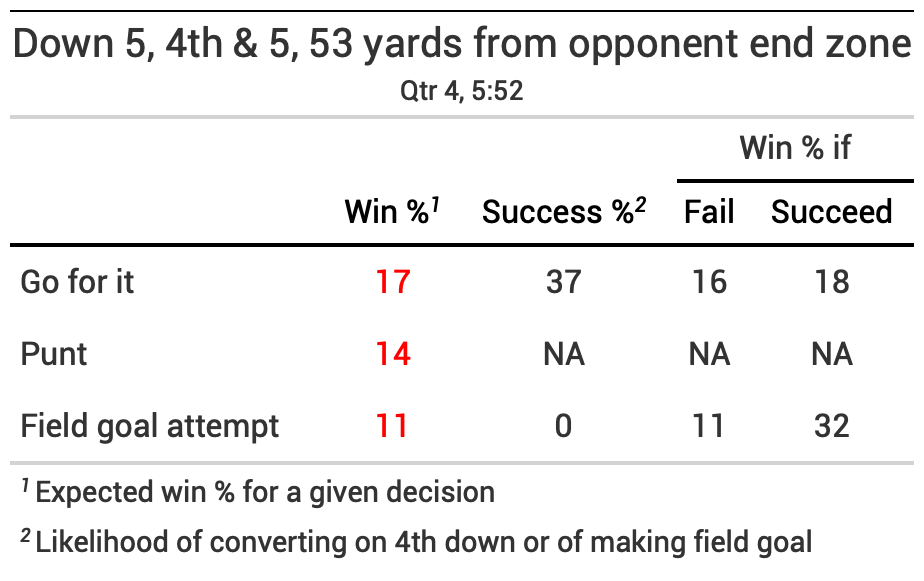 Down 5, 4th & 5, 53 yards from opponent end zone
Qtr 4, 5:52
Win % if
Win %1 Success %2 Fail Succeed
Go for it 17 37 16 18
Punt 14 NA NA NA
Field goal attempt 11 0 11 32
1 Expected win % for a given decision
2 Likelihood of converting on 4th down or of making field goal